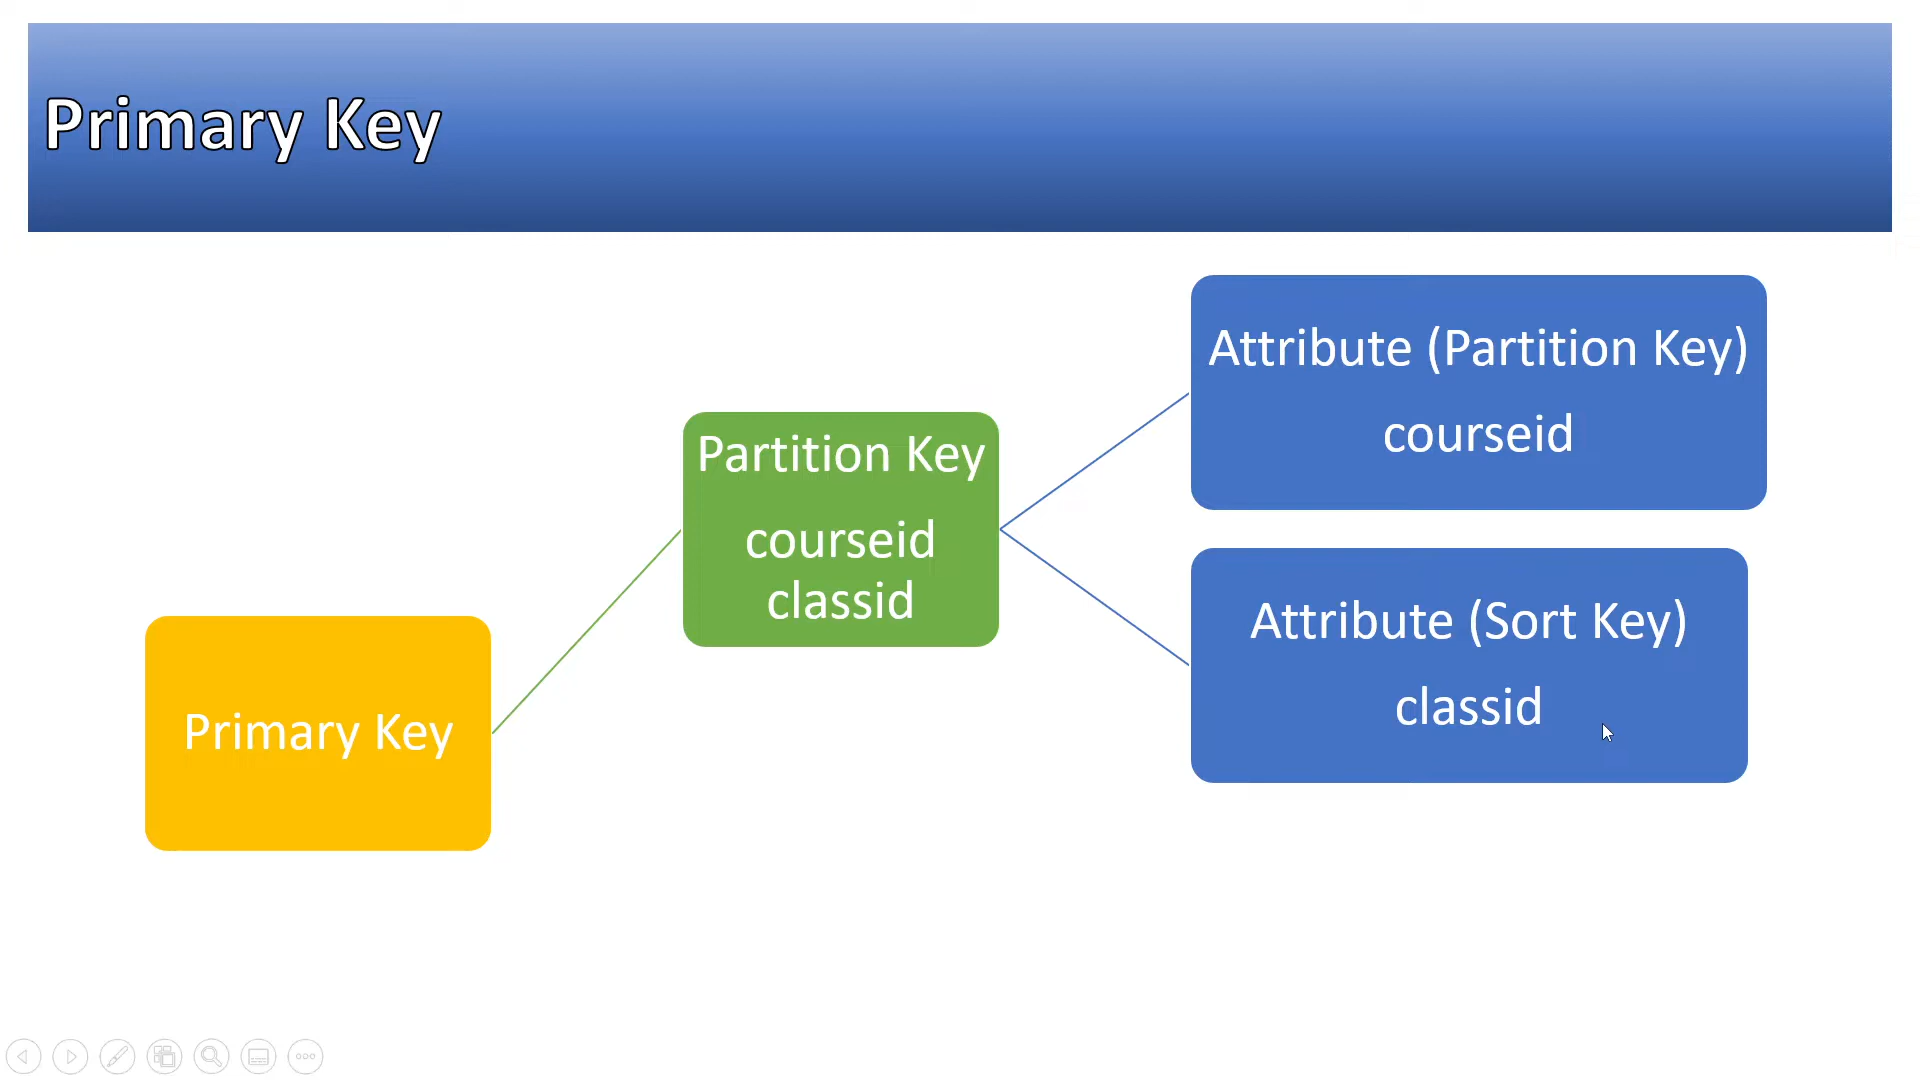 Primary Key
Primary Key
Partition Key
courseid
classid
Attribute (Partition Key)
courseid
Attribute (Sort Key)
classid